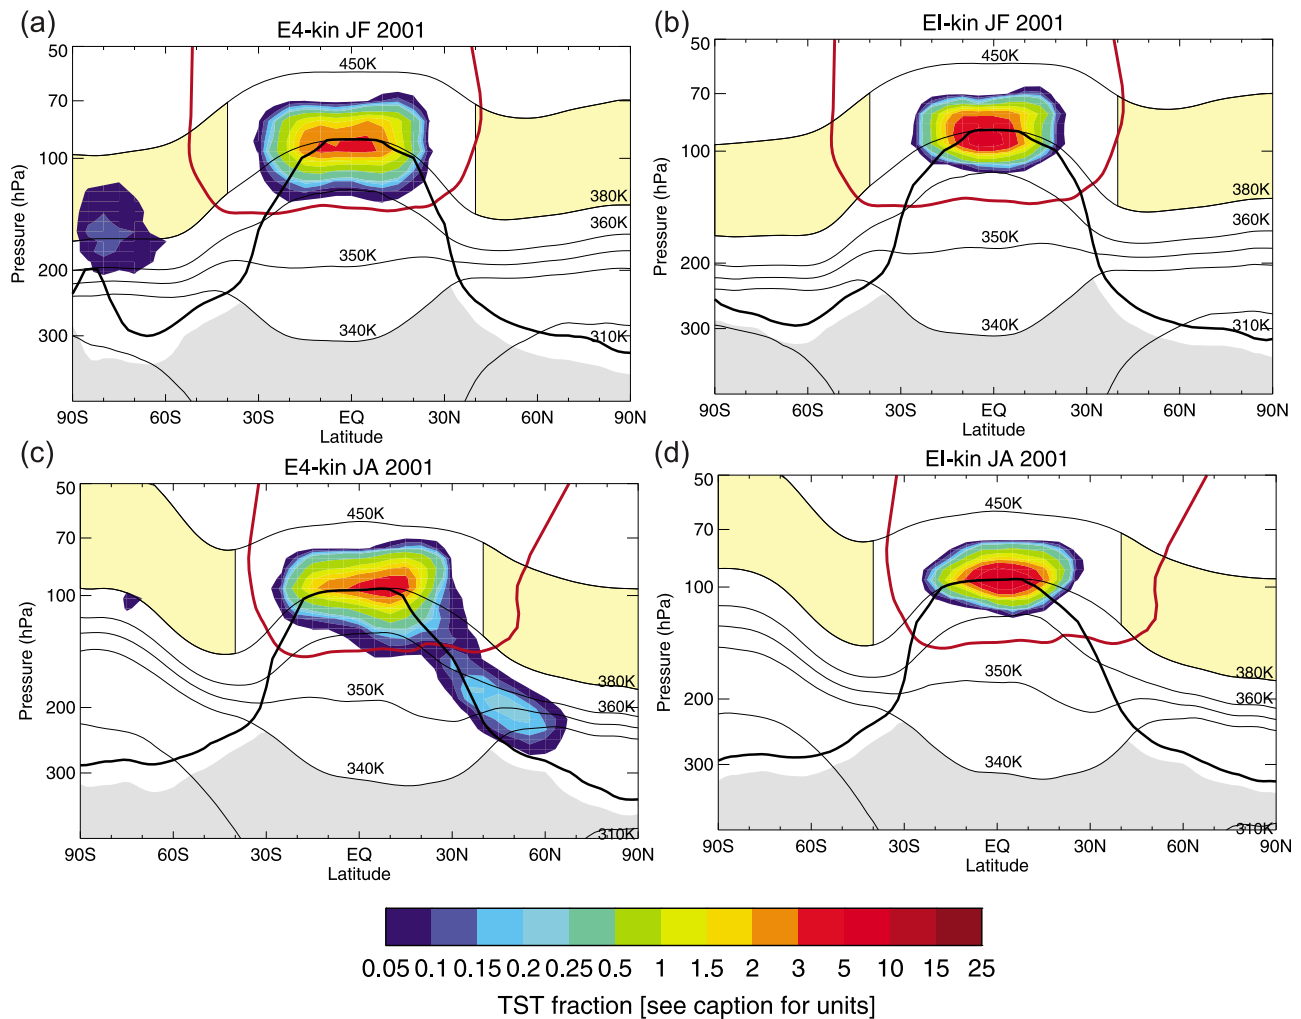 (a)
E4-kin JF 2001
50
70
100
200
300
Pressure (hPa)
450K
350K
340K
380K
360K
310K
90S 60S 30S EQ 30N 60N 90N
Latitude
(b)
EI-kin JF 2001
50
70
100
200
300
Pressure (hPa)
450K
350K
340K
380K
360K
310K
90S 60S 30S EQ 30N 60N 90N
Latitude
(c)
E4-kin JA 2001
50
70
100
200
300
Pressure (hPa)
450K
350K
340K
380K
360K
310K
90S 60S 30S EQ 30N 60N 90N
Latitude
(d)
EI-kin JA 2001
50
70
100
200
300
Pressure (hPa)
450K
350K
340K
380K
360K
310K
90S 60S 30S EQ 30N 60N 90N
Latitude
0.05 0.1 0.15 0.2 0.25 0.5 1 1.5 2 3 5 10 15 25
TST fraction [see caption for units]